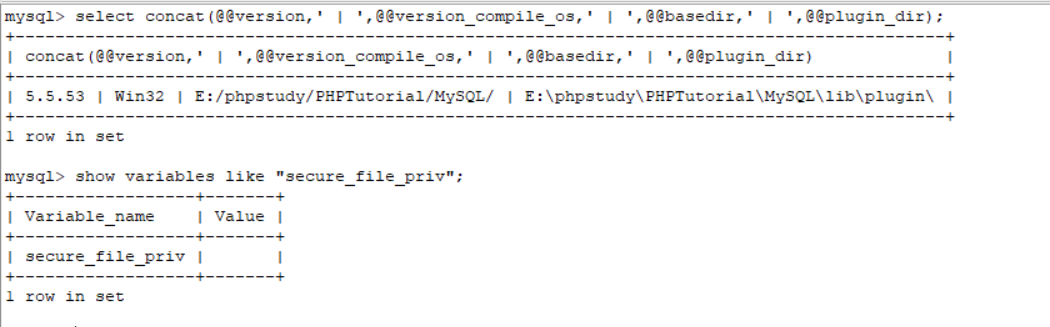 mysql> select concat(@@version,' | ',@@version_compile_os,' | ',@@basedir,' | ',@@plugin_dir);
+---------------------------------------------------------------------------------------------+
| concat(@@version,' | ',@@version_compile_os,' | ',@@basedir,' | ',@@plugin_dir)             |
+---------------------------------------------------------------------------------------------+
| 5.5.53 | Win32 | E:/phpstudy/PHPTutorial/MySQL/ | E:\phpstudy\PHPTutorial\MySQL\lib\plugin\ |
+---------------------------------------------------------------------------------------------+
1 row in set
mysql> show variables like "secure_file_priv";
+------------------+-------+
| Variable_name    | Value |
+------------------+-------+
| secure_file_priv |       |
+------------------+-------+
1 row in set